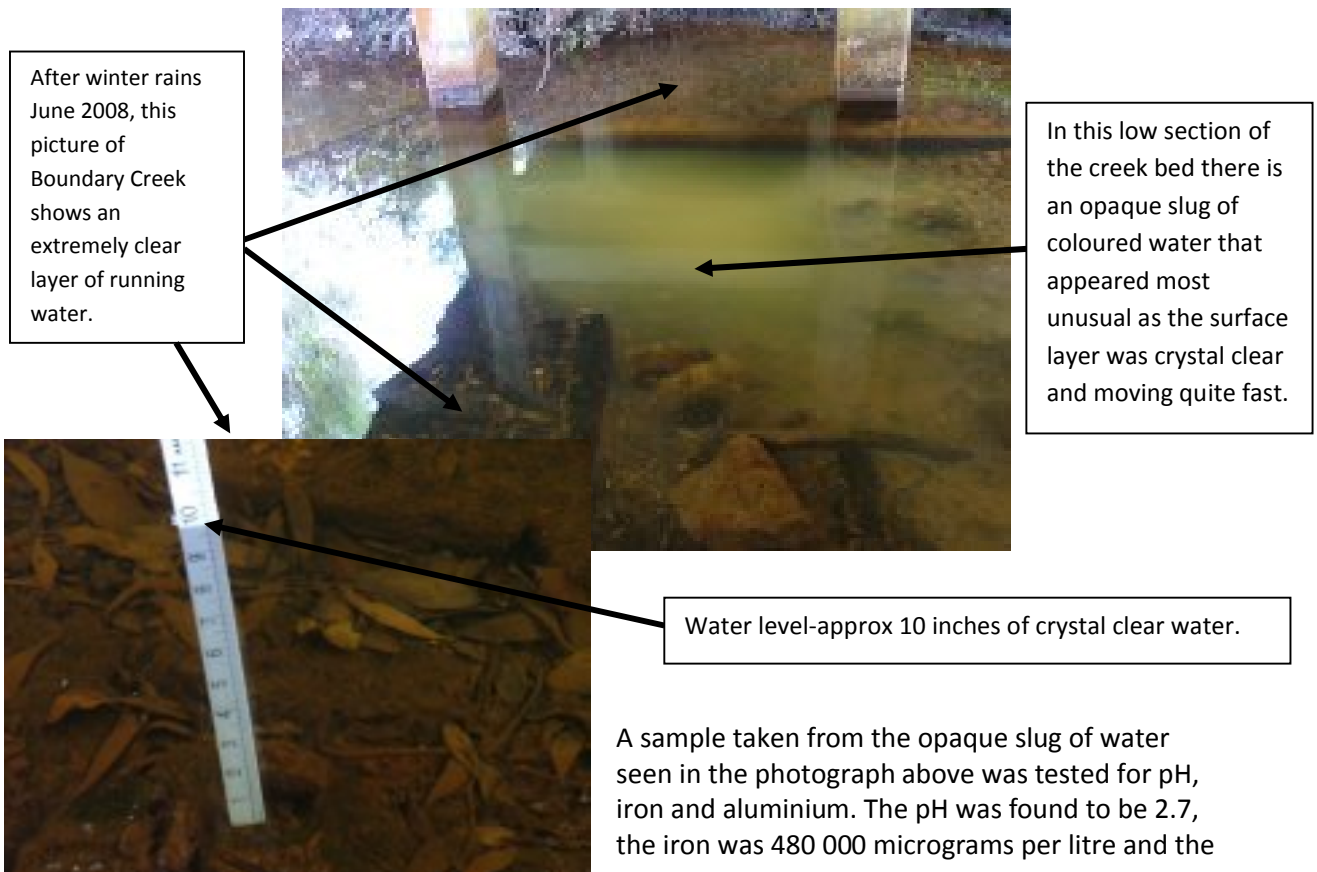 After winter rains
June 2008, this
picture of
Boundary Creek
shows an
extremely clear
layer of running
water.
In this low section of
the creek bed there is
an opaque slug of
coloured water that
appeared most
unusual as the surface
layer was crystal clear
and moving quite fast.
11
10
Water level-approx 10 inches of crystal clear water.
A sample taken from the opaque slug of water
seen in the photograph above was tested for pH,
iron and aluminium. The pH was found to be 2.7,
the iron was 480 000 micrograms per litre and the